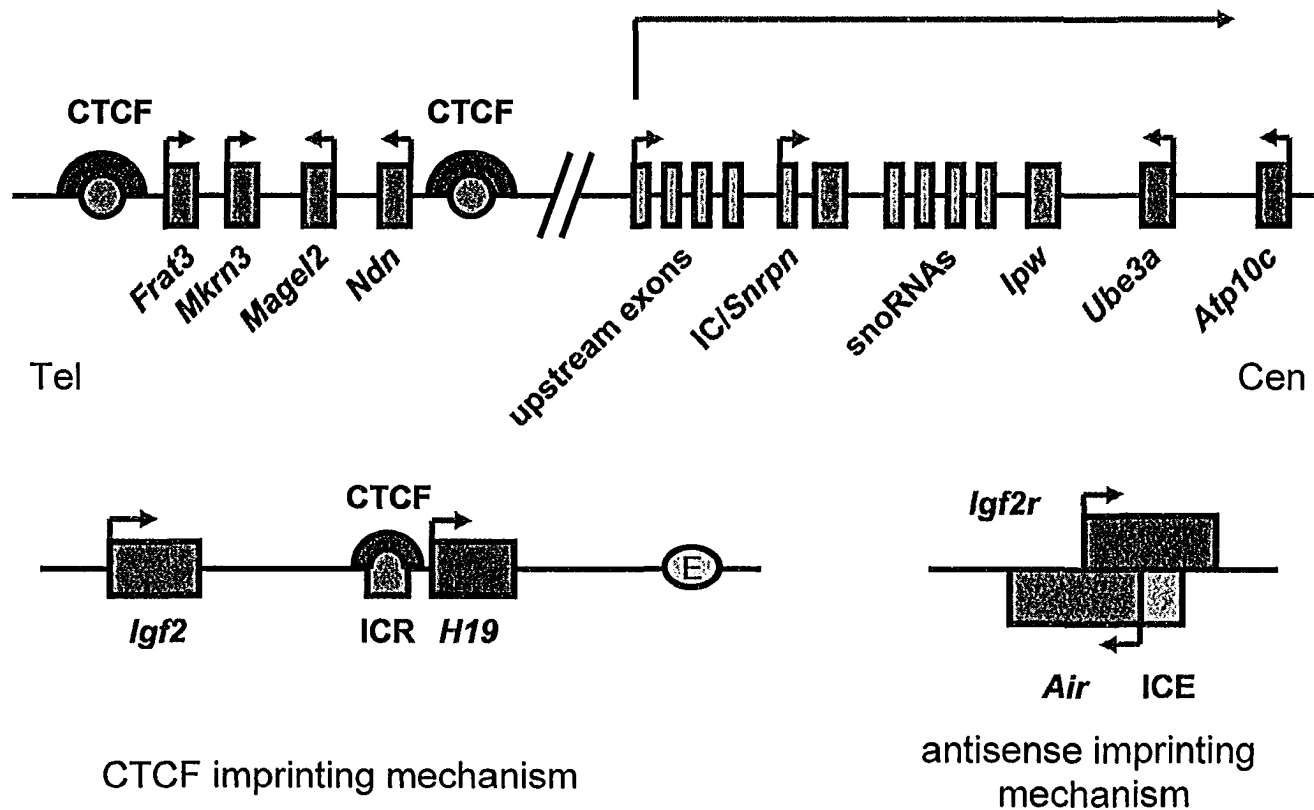 CTCF
CTCF
Frat3
Mkrn3
Magel2
Ndn
upstream exons
IC/Snrpn
snoRNAs
Ipw
Ube3a
Atp10c
Tel
Cen
CTCF
Igf2
ICR
H19
E
Igf2r
Air
ICE
CTCF imprinting mechanism
antisense imprinting
mechanism